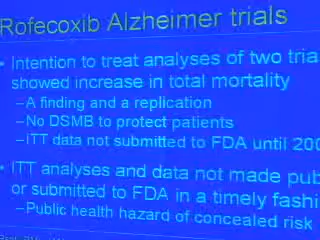 Rofecoxib Alzheimer trials
• Intention to treat analyses of two tria
showed increase in total mortality
–A finding and a replication
–No DSMB to protect patients
–ITT data not submitted to FDA until 200
• ITT analyses and data not made pub
or submitted to FDA in a timely fashi
–Public health hazard of concealed risk